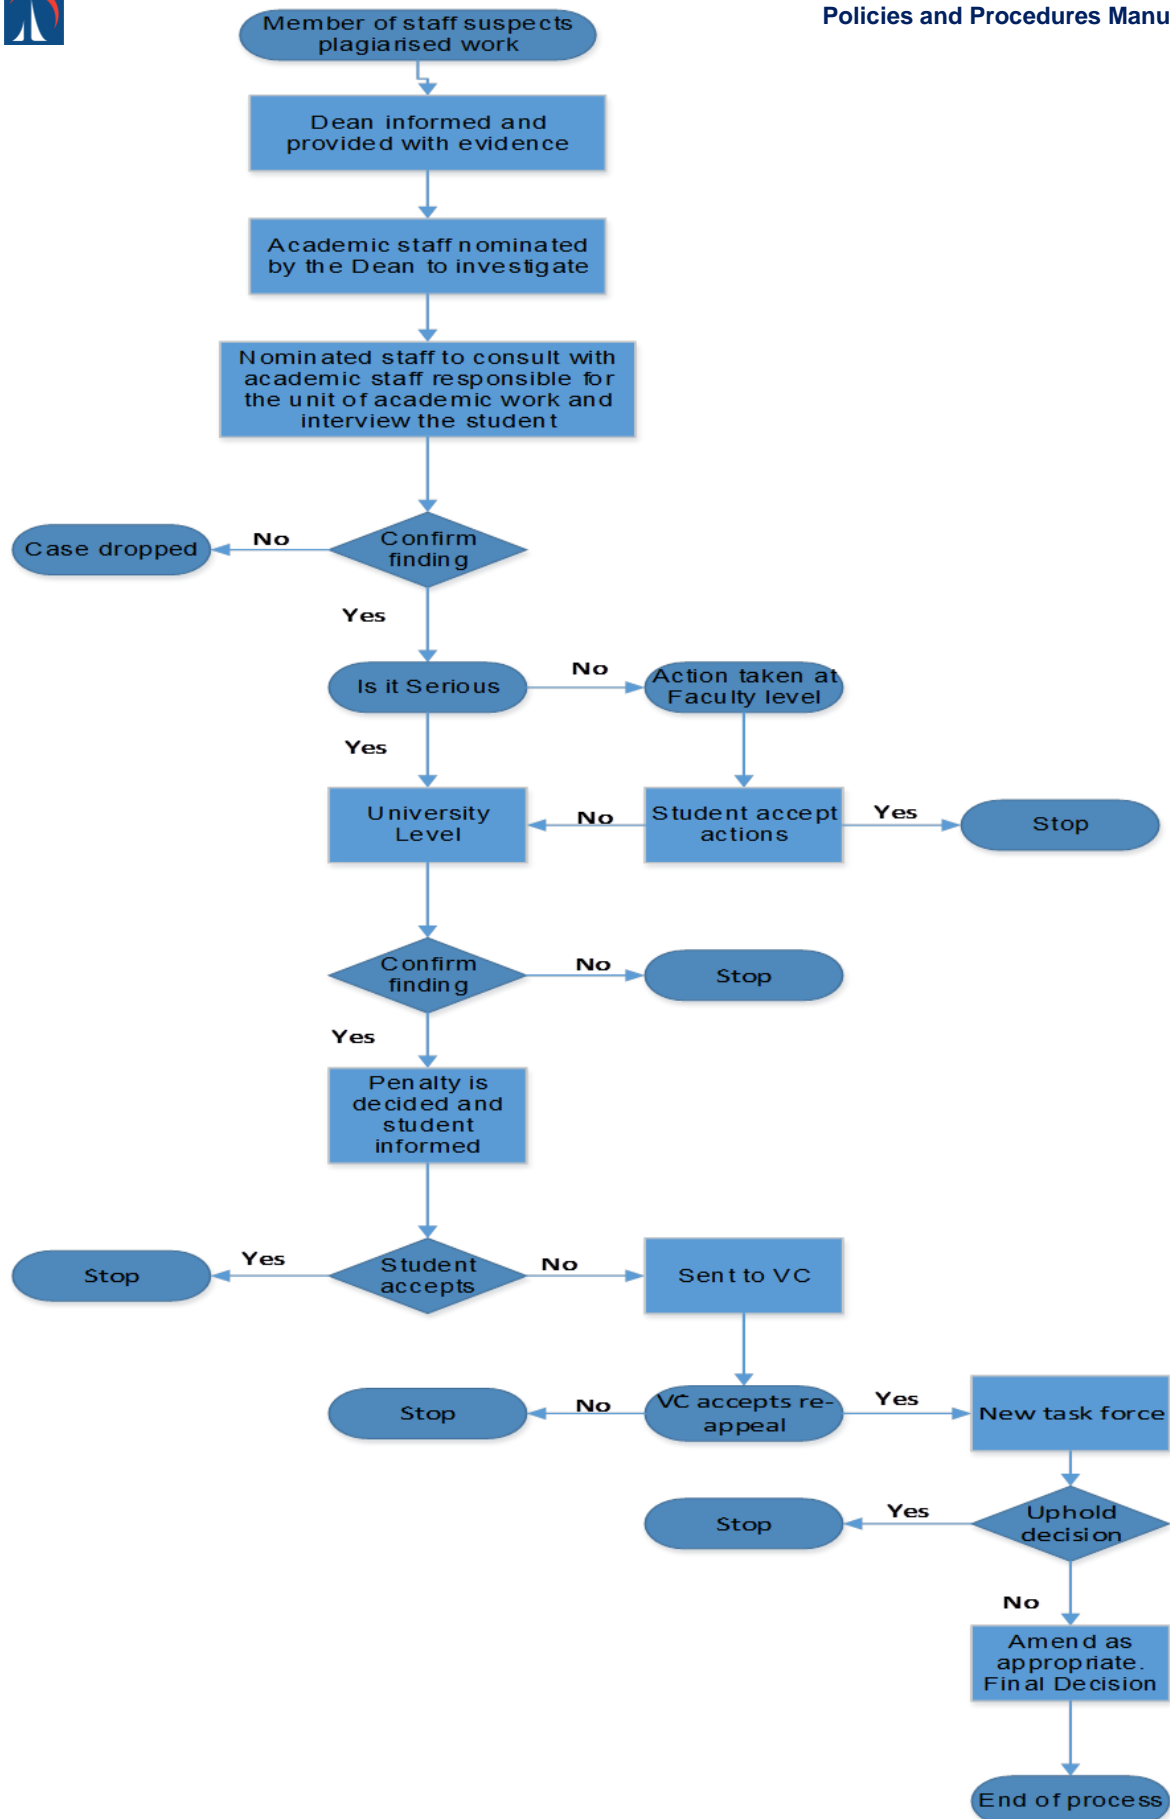 Policies and Procedures Manu
Member of staff suspects
plagiarised work
Dean informed and
provided with evidence
Academic staff nominated
by the Dean to investigate
Nominated staff to consult with
academic staff responsible for
the unit of academic work and
interview the student
Case dropped
No
Confirm
finding
Yes
Is it Serious
No
Action taken at
Faculty level
Yes
University
Level
No
Student accept
actions
Yes
Stop
Confirm
finding
No
Stop
Yes
Penalty is
decided and
student
informed
Stop
Yes
Student
accepts
No
Sent to VC
Stop
No
VC accepts re-
appeal
Yes
New task force
Stop
Yes
Uphold
decision
No
Amend as
appropriate.
Final Decision
End of process